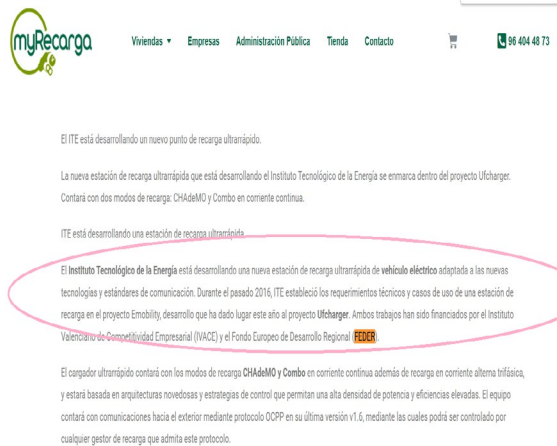 myRecarga
Viviendas ▾ Empresas Administración Pública Tienda Contacto 96 404 48 73
El ITE está desarrollando un nuevo punto de recarga ultrarrápido.
La nueva estación de recarga ultrarrápida que está desarrollando el Instituto Tecnológico de la Energía se enmarca dentro del proyecto Ufcharger.
Contará con dos modos de recarga: CHAdeMO y Combo en corriente continua.
ITE está desarrollando una estación de recarga ultrarrápida
El Instituto Tecnológico de la Energía está desarrollando una nueva estación de recarga ultrarrápida de vehículo eléctrico adaptada a las nuevas
tecnologías y estándares de comunicación. Durante el pasado 2016, ITE estableció los requerimientos técnicos y casos de uso de una estación de
recarga en el proyecto Emobility, desarrollo que ha dado lugar este año al proyecto Ufcharger. Ambos trabajos han sido financiados por el Instituto
Valenciano de Competitividad Empresarial (IVACE) y el Fondo Europeo de Desarrollo Regional (FEDER).
El cargador ultrarrápido contará con los modos de recarga CHAdeMO y Combo en corriente continua además de recarga en corriente alterna trifásica,
y estará basada en arquitecturas novedosas y estrategias de control que permitan una alta densidad de potencia y eficiencias elevadas. El equipo
contará con comunicaciones hacia el exterior mediante protocolo OCPP en su última versión v1.6, mediante las cuales podrá ser controlado por
cualquier gestor de recarga que admita este protocolo.